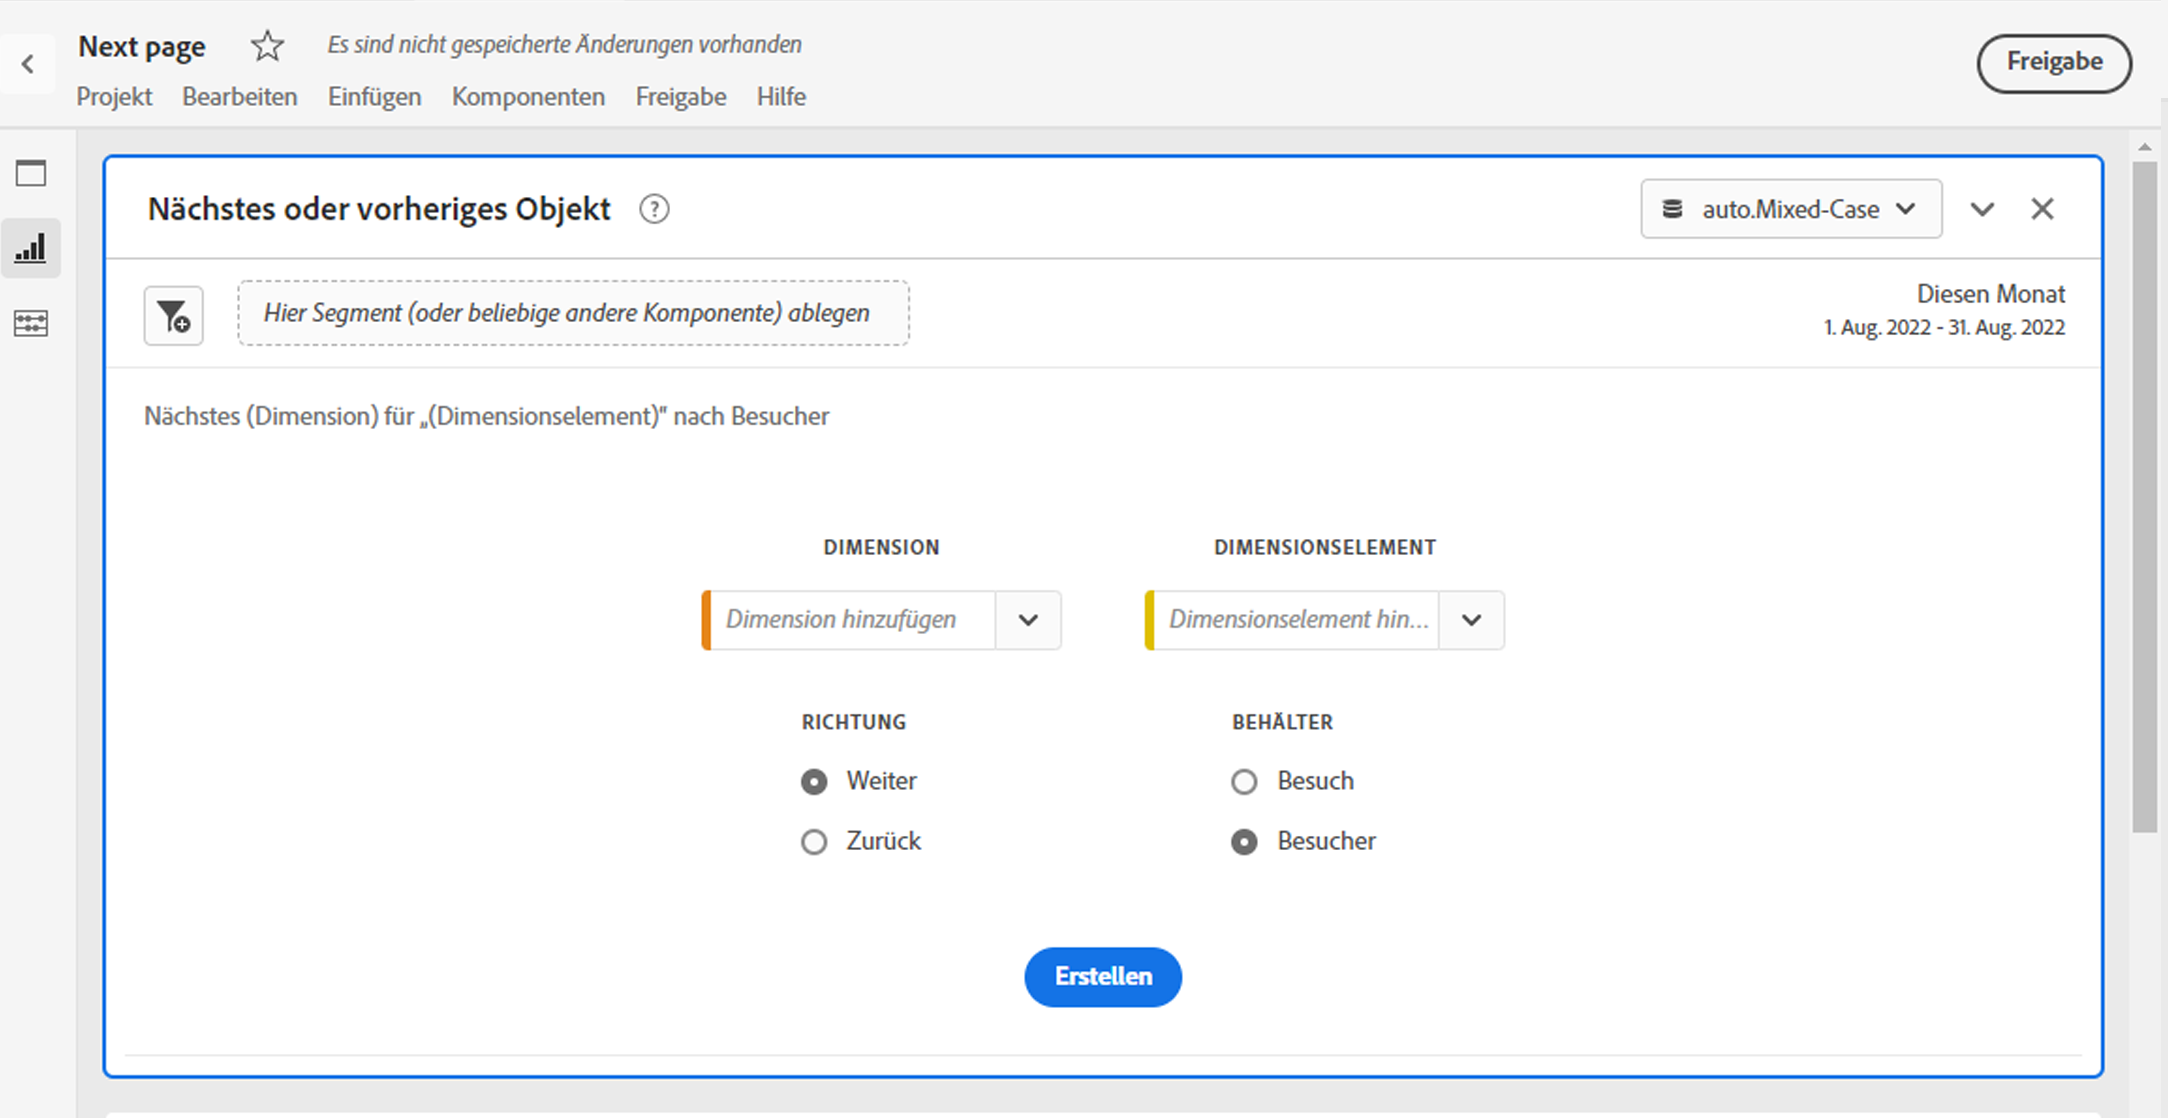 Next page
Es sind nicht gespeicherte Änderungen vorhanden
Freigabe
Projekt Bearbeiten Einfügen Komponenten Freigabe Hilfe
Nächstes oder vorheriges Objekt ?
auto.Mixed-Case
Hier Segment (oder beliebige andere Komponente) ablegen
Diesen Monat
1. Aug. 2022 - 31. Aug. 2022
Nächstes (Dimension) für „(Dimensionselement)" nach Besucher
DIMENSION DIMENSIONSELEMENT
Dimension hinzufügen Dimensionselement hin...
RICHTUNG BEHÄLTER
Weiter Besuch
Zurück Besucher
Erstellen